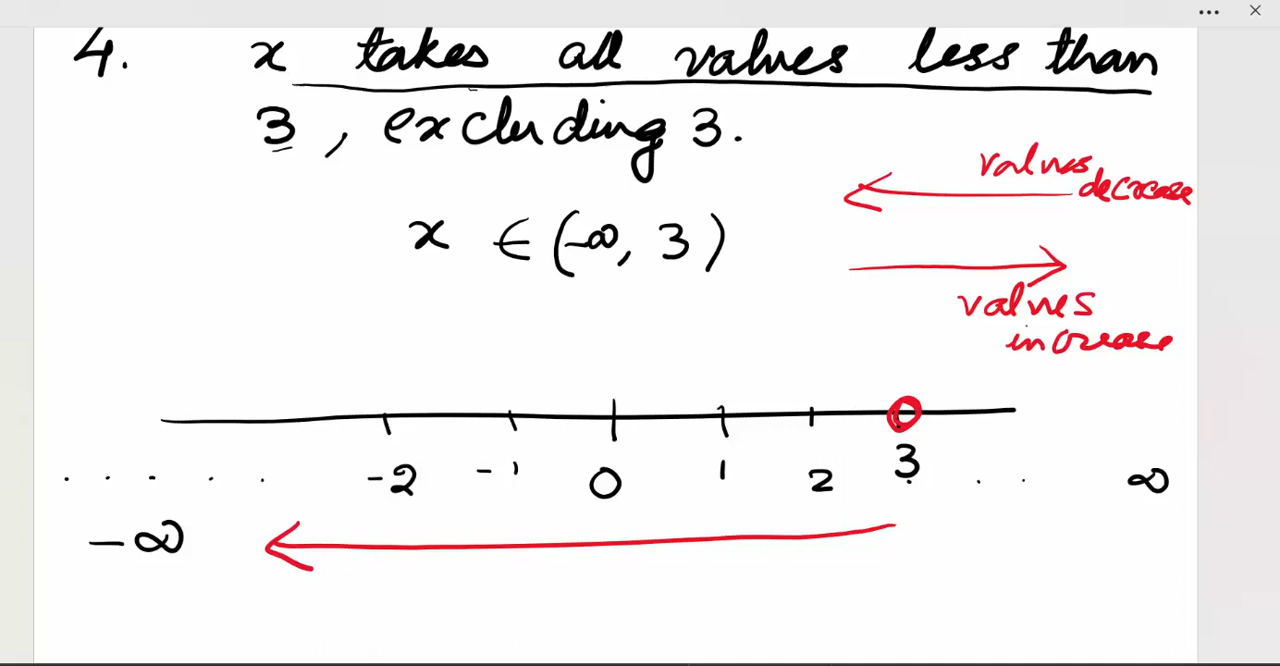 4. x takes all values less than
3, excluding 3.
values
decrease
x ∈ (-∞, 3)
values
increase
. . . . . -2 -1 0 1 2 3 . . ∞
-∞